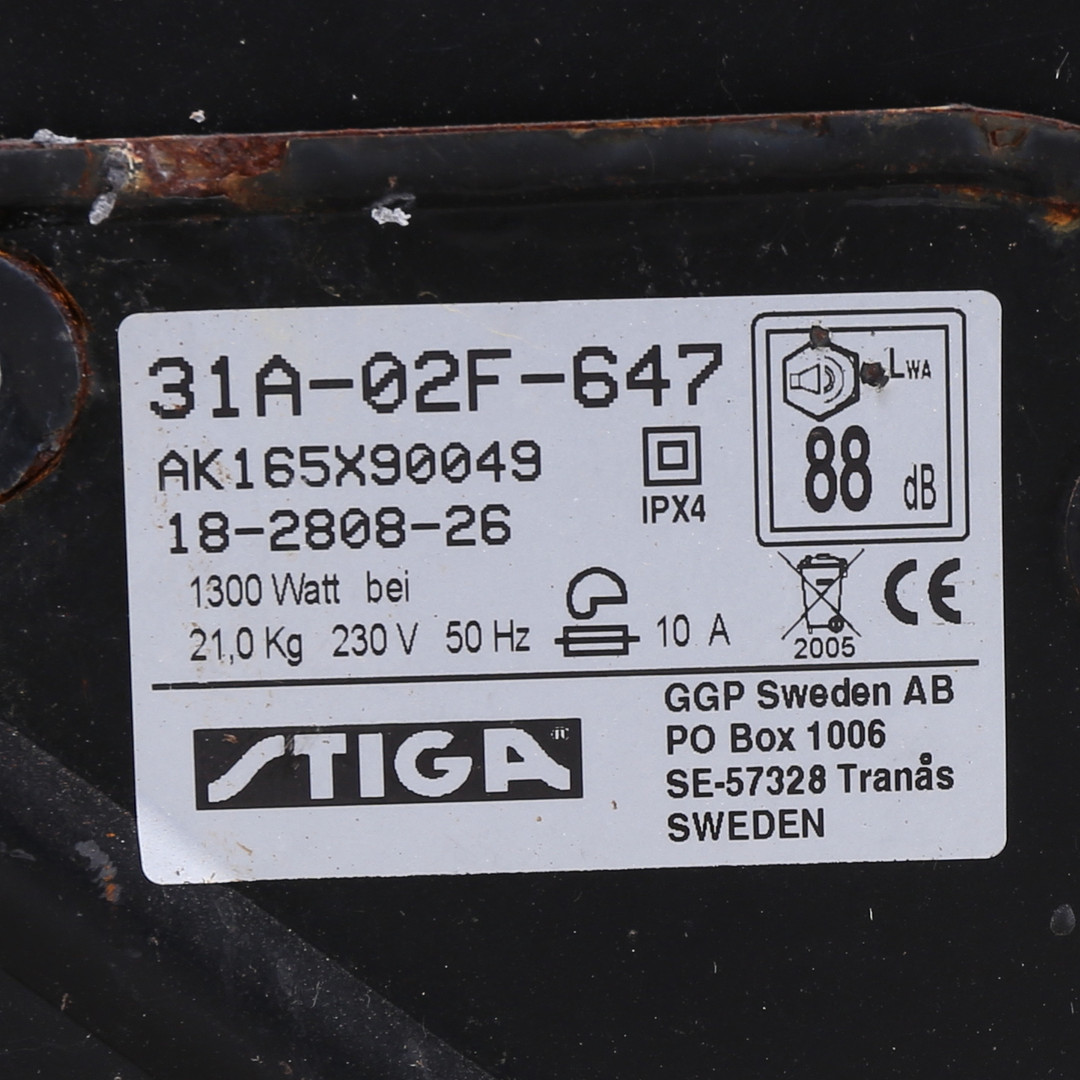 31A-02F-647
AK165X90049
18-2808-26
IPX4
LWA
88 dB
1300 Watt bei
21,0 Kg 230 V 50 Hz 10 A
2005
CE
STIGA®
GGP Sweden AB
PO Box 1006
SE-57328 Tranås
SWEDEN